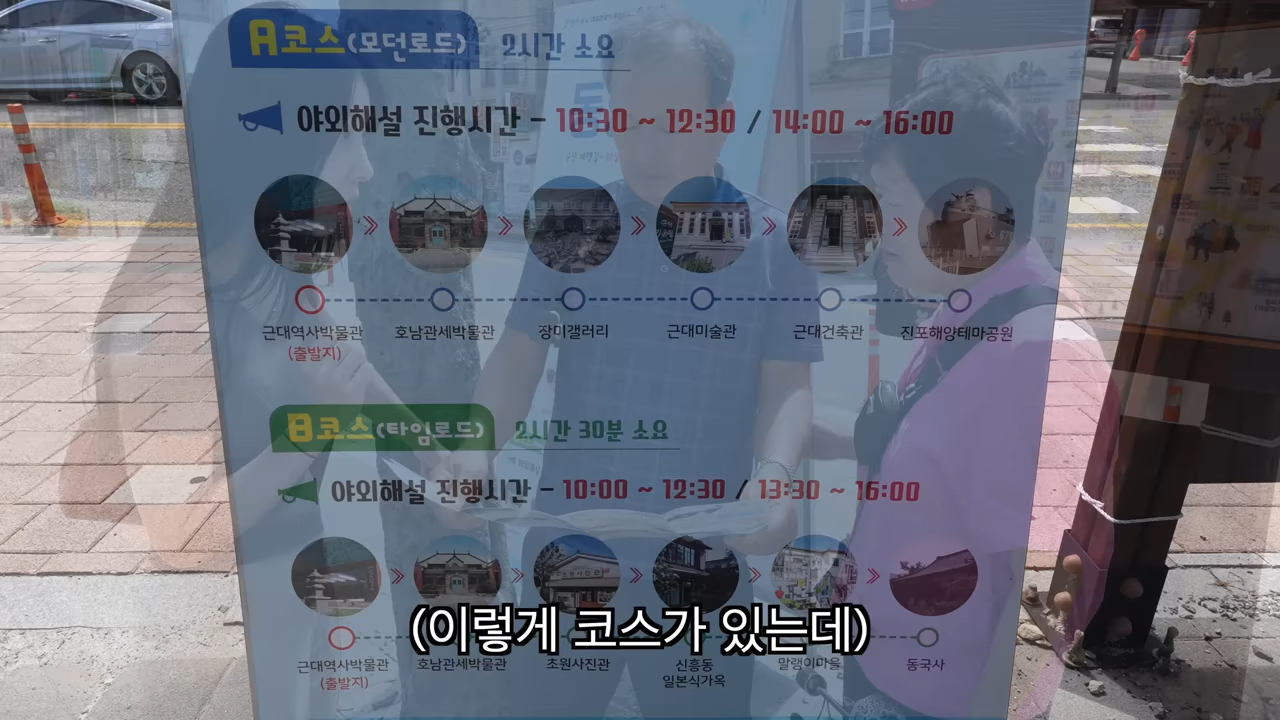 A코스(모던로드) 2시간 소요
야외해설 진행시간 - 10:30 ~ 12:30 / 14:00 ~ 16:00
근대역사박물관 호남관세박물관 장미갤러리 근대미술관 근대건축관 진포해양테마공원
(출발지)
B코스(타임로드) 2시간 30분 소요
야외해설 진행시간 - 10:00 ~ 12:30 / 13:30 ~ 16:00
(이렇게 코스가 있는데)
근대역사박물관 호남관세박물관 초원사진관 신흥동 말랭이마을 동국사
(출발지) 일본식가옥